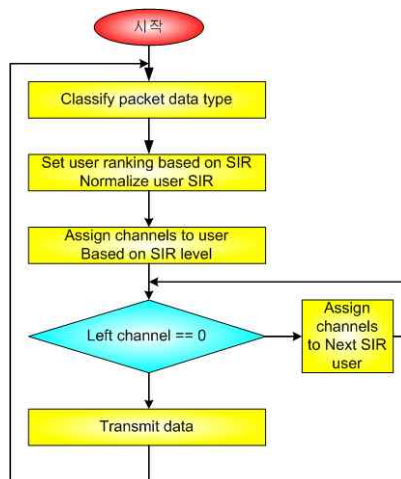 시작
Classify packet data type
Set user ranking based on SIR
Normalize user SIR
Assign channels to user
Based on SIR level
Left channel == 0
Assign
channels
to Next SIR
user
Transmit data